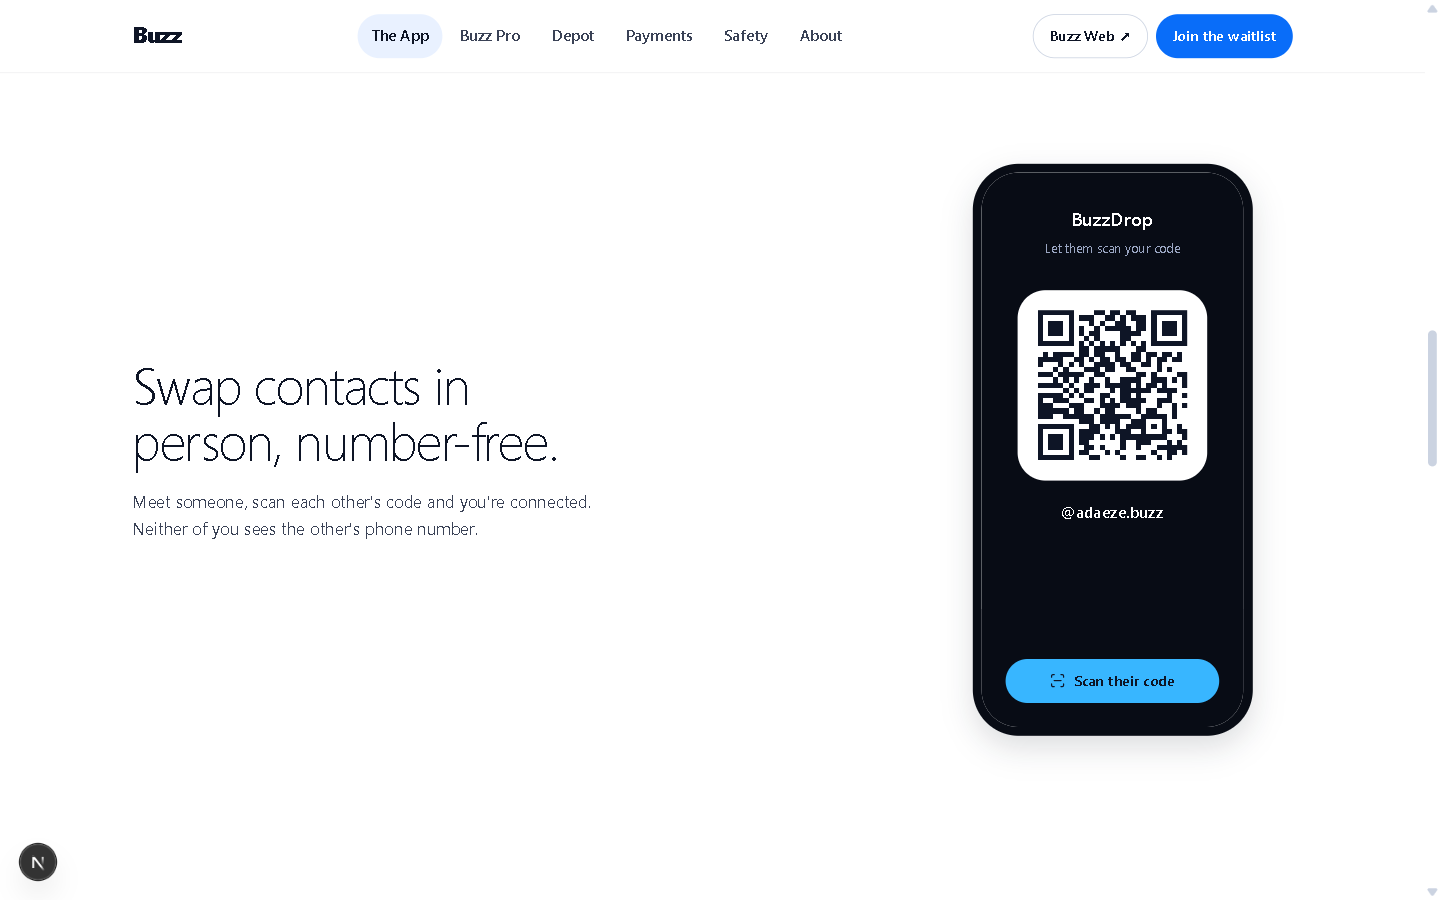 Buzz
The App
Buzz Pro
Depot
Payments
Safety
About
Buzz Web ↗
Join the waitlist
Swap contacts in
person, number-free.
Meet someone, scan each other's code and you're connected.
Neither of you sees the other's phone number.
BuzzDrop
Let them scan your code
@adaeze.buzz
Scan their code
N